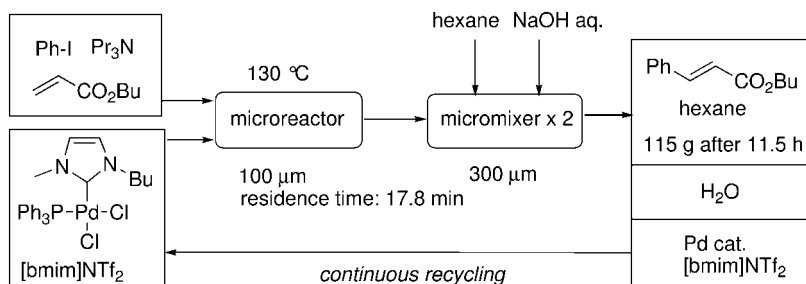 Ph-I Pr₃N
CO₂Bu
N N
Bu
Ph₃P-Pd-Cl
Cl
[bmim]NTf₂
130 °C
microreactor
100 μm
residence time: 17.8 min
hexane NaOH aq.
micromixer x 2
300 μm
continuous recycling
Ph
CO₂Bu
hexane
115 g after 11.5 h
H₂O
Pd cat.
[bmim]NTf₂